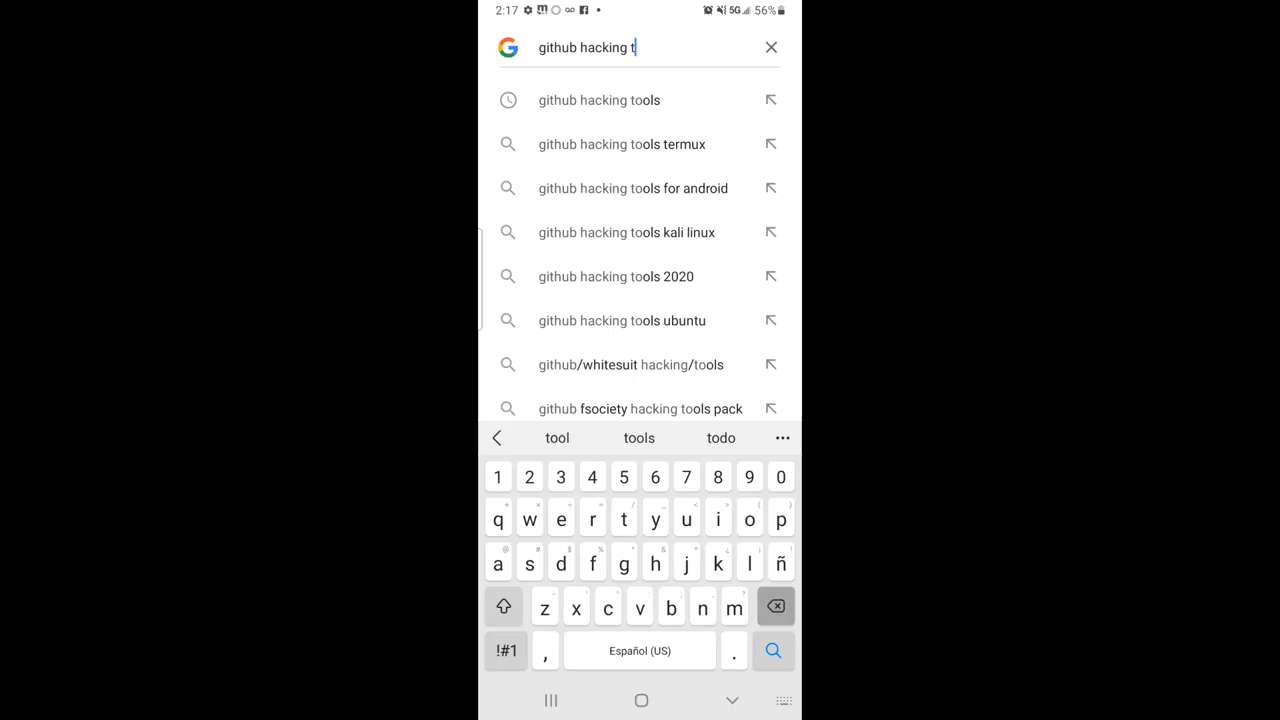 2:17 5G 56%
github hacking t
github hacking tools
github hacking tools termux
github hacking tools for android
github hacking tools kali linux
github hacking tools 2020
github hacking tools ubuntu
github/whitesuit hacking/tools
github fsociety hacking tools pack
tool tools todo
1 2 3 4 5 6 7 8 9 0
q w e r t y u i o p
a s d f g h j k l ñ
z x c v b n m
!#1 , Español (US) .